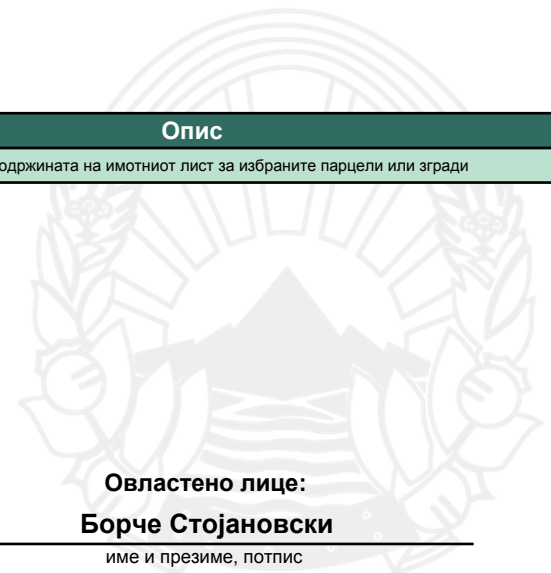 Опис
одржината на имотниот лист за избраните парцели или згради
Овластено лице:
Борче Стојановски
име и презиме, потпис